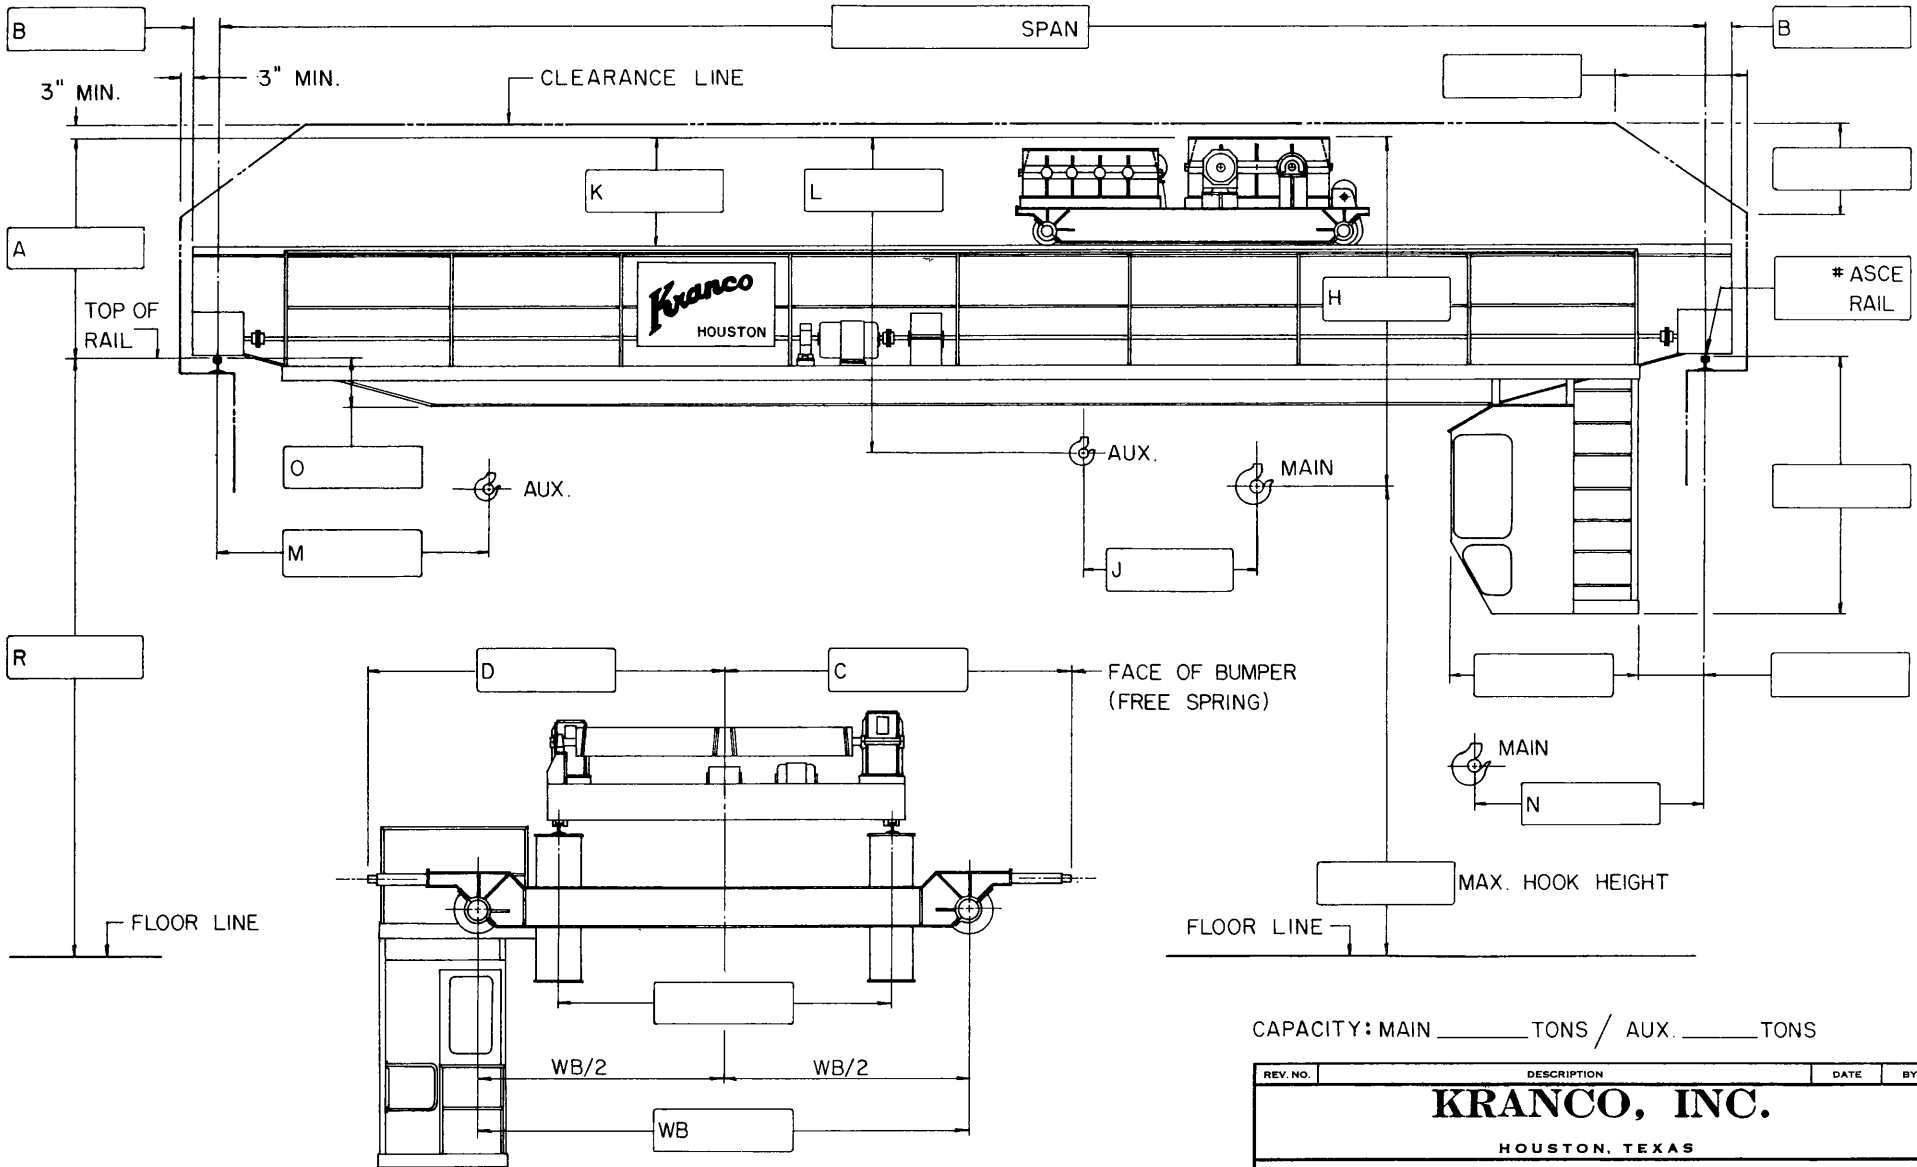 B
SPAN
B
3" MIN.
3" MIN.
CLEARANCE LINE
K
L
A
H
# ASCE
RAIL
TOP OF
RAIL
Kranco
HOUSTON
O
AUX.
AUX.
MAIN
M
J
R
D
C
FACE OF BUMPER
(FREE SPRING)
MAIN
N
MAX. HOOK HEIGHT
FLOOR LINE
FLOOR LINE
WB/2
WB/2
WB
CAPACITY: MAIN ______ TONS / AUX. ______ TONS
REV. NO. DESCRIPTION DATE BY
KRANCO, INC.
HOUSTON, TEXAS